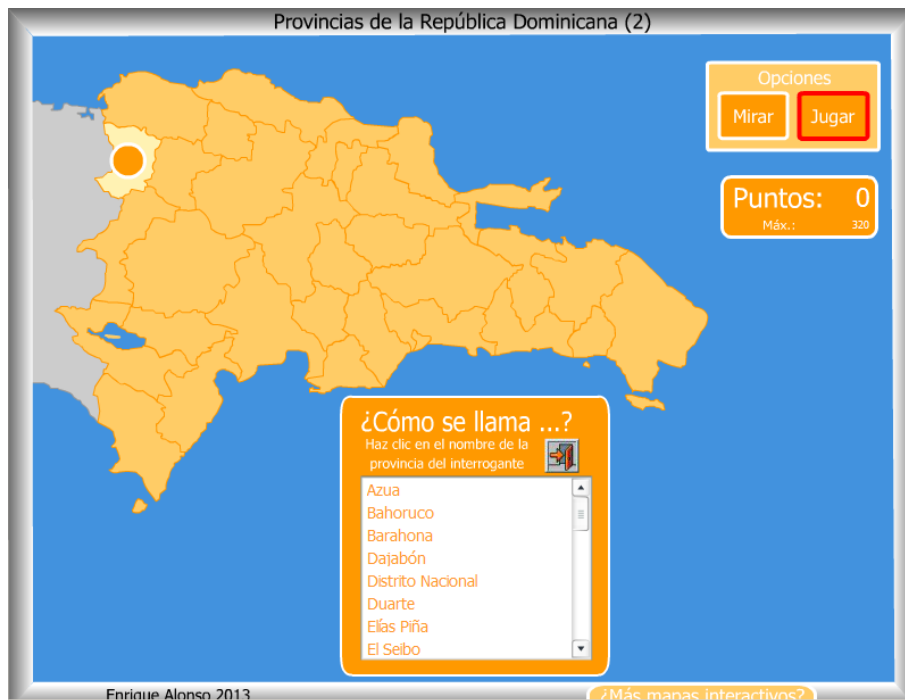 Provincias de la República Dominicana (2)
Opciones
Mirar
Jugar
Puntos: 0
Máx.: 320
¿Cómo se llama ...?
Haz clic en el nombre de la
provincia del interrogante
Azua
Bahoruco
Barahona
Dajabón
Distrito Nacional
Duarte
Elías Piña
El Seibo
Enrique Alonso 2013
¿Más mapas interactivos?